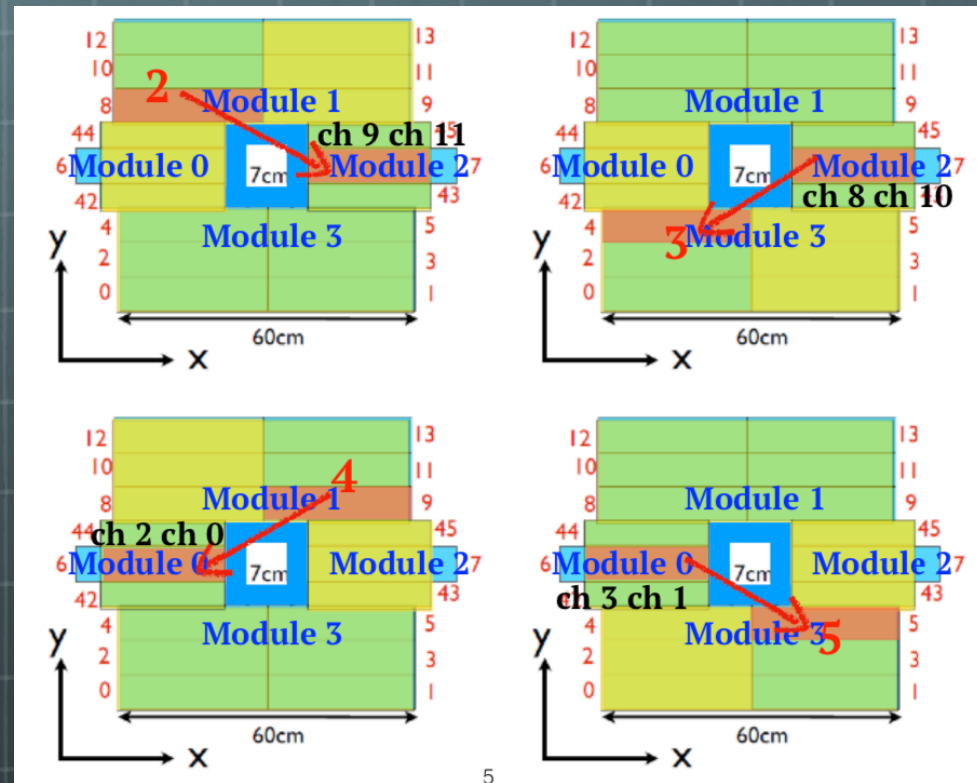 12 13
10 11
2
8 Module 1 9
44 ch 9 ch 11 45
6 Module 0 7cm Module 2 7
42 43
4 5
Module 3
y 2 3
0 1
60cm
x
12 13
10 11
8 Module 1 9
44 45
6 Module 0 7cm Module 2 7
42 ch 8 ch 10
4 5
3 Module 3
y 2 3
0 1
60cm
x
12 13
10 11
4
8 Module 1 9
44 ch 2 ch 0 45
6 Module 0 7cm Module 2 7
42 43
4 5
Module 3
y 2 3
0 1
60cm
x
12 13
10 11
8 Module 1 9
44 45
6 Module 0 7cm Module 2 7
ch 3 ch 1 43
4 5
Module 3 5
y 2 3
0 1
60cm
x
5